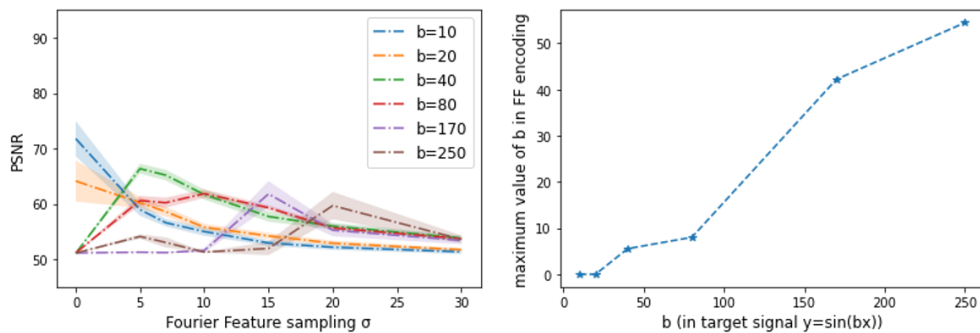 90
80
70
60
50
PSNR
0 5 10 15 20 25 30
Fourier Feature sampling σ
b=10
b=20
b=40
b=80
b=170
b=250
50
40
30
20
10
0
maximum value of b in FF encoding
0 50 100 150 200 250
b (in target signal y=sin(bx))